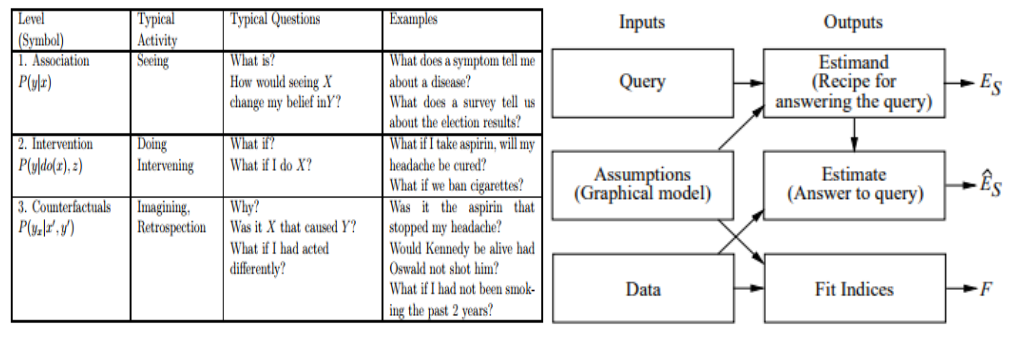 Level
(Symbol)
Typical
Activity
Typical Questions
Examples
1. Association
P(y|x)
Seeing
What is?
How would seeing X
change my belief inY?
What does a symptom tell me
about a disease?
What does a survey tell us
about the election results?
2. Intervention
P(y|do(x), z)
Doing
Intervening
What if?
What if I do X?
What if I take aspirin, will my
headache be cured?
What if we ban cigarettes?
3. Counterfactuals
P(yₓ|x′, y′)
Imagining,
Retrospection
Why?
Was it X that caused Y?
What if I had acted
differently?
Was it the aspirin that
stopped my headache?
Would Kennedy be alive had
Oswald not shot him?
What if I had not been smok-
ing the past 2 years?
Inputs
Outputs
Query
Estimand
(Recipe for
answering the query)
E_S
Assumptions
(Graphical model)
Estimate
(Answer to query)
Ê_S
Data
Fit Indices
F